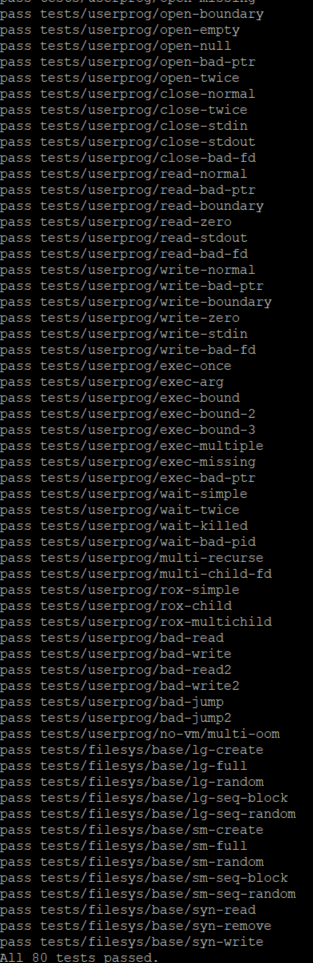 pass tests/userprog/open-missing
pass tests/userprog/open-boundary
pass tests/userprog/open-empty
pass tests/userprog/open-null
pass tests/userprog/open-bad-ptr
pass tests/userprog/open-twice
pass tests/userprog/close-normal
pass tests/userprog/close-twice
pass tests/userprog/close-stdin
pass tests/userprog/close-stdout
pass tests/userprog/close-bad-fd
pass tests/userprog/read-normal
pass tests/userprog/read-bad-ptr
pass tests/userprog/read-boundary
pass tests/userprog/read-zero
pass tests/userprog/read-stdout
pass tests/userprog/read-bad-fd
pass tests/userprog/write-normal
pass tests/userprog/write-bad-ptr
pass tests/userprog/write-boundary
pass tests/userprog/write-zero
pass tests/userprog/write-stdin
pass tests/userprog/write-bad-fd
pass tests/userprog/exec-once
pass tests/userprog/exec-arg
pass tests/userprog/exec-bound
pass tests/userprog/exec-bound-2
pass tests/userprog/exec-bound-3
pass tests/userprog/exec-multiple
pass tests/userprog/exec-missing
pass tests/userprog/exec-bad-ptr
pass tests/userprog/wait-simple
pass tests/userprog/wait-twice
pass tests/userprog/wait-killed
pass tests/userprog/wait-bad-pid
pass tests/userprog/multi-recurse
pass tests/userprog/multi-child-fd
pass tests/userprog/rox-simple
pass tests/userprog/rox-child
pass tests/userprog/rox-multichild
pass tests/userprog/bad-read
pass tests/userprog/bad-write
pass tests/userprog/bad-read2
pass tests/userprog/bad-write2
pass tests/userprog/bad-jump
pass tests/userprog/bad-jump2
pass tests/userprog/no-vm/multi-oom
pass tests/filesys/base/lg-create
pass tests/filesys/base/lg-full
pass tests/filesys/base/lg-random
pass tests/filesys/base/lg-seq-block
pass tests/filesys/base/lg-seq-random
pass tests/filesys/base/sm-create
pass tests/filesys/base/sm-full
pass tests/filesys/base/sm-random
pass tests/filesys/base/sm-seq-block
pass tests/filesys/base/sm-seq-random
pass tests/filesys/base/syn-read
pass tests/filesys/base/syn-remove
pass tests/filesys/base/syn-write
All 80 tests passed.